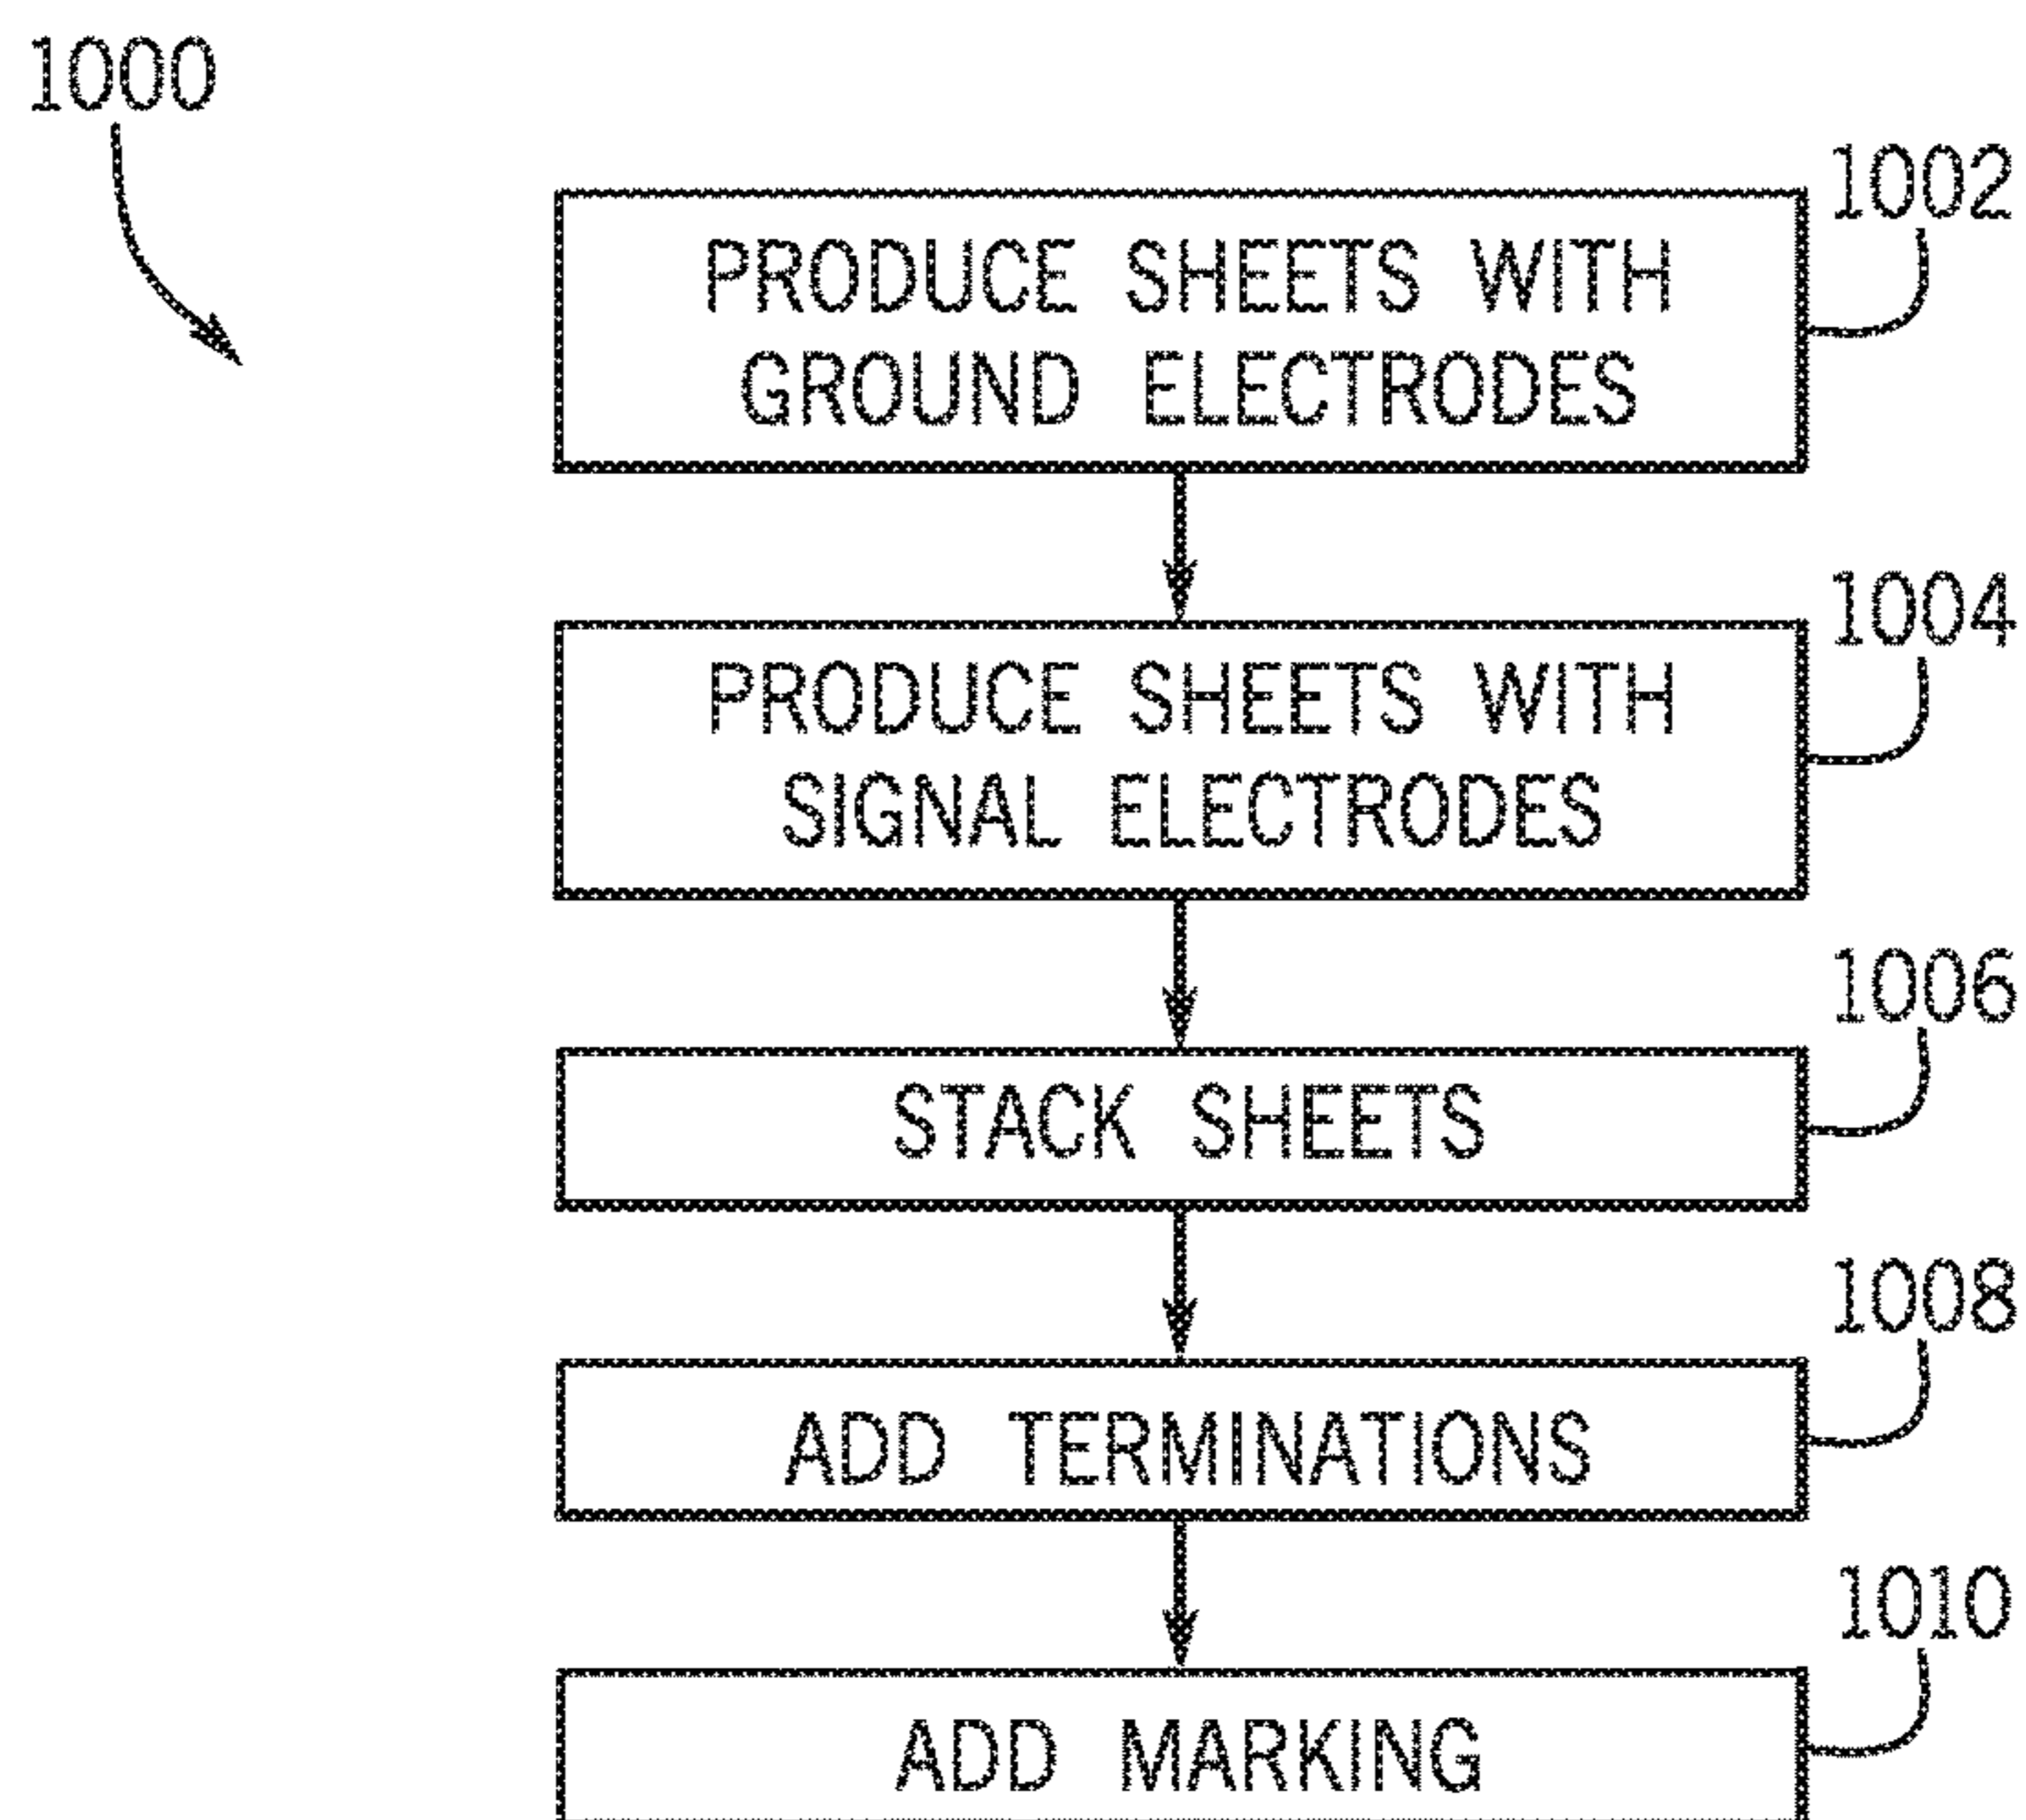 1000
1002
PRODUCE SHEETS WITH
GROUND ELECTRODES
1004
PRODUCE SHEETS WITH
SIGNAL ELECTRODES
1006
STACK SHEETS
1008
ADD TERMINATIONS
1010
ADD MARKING